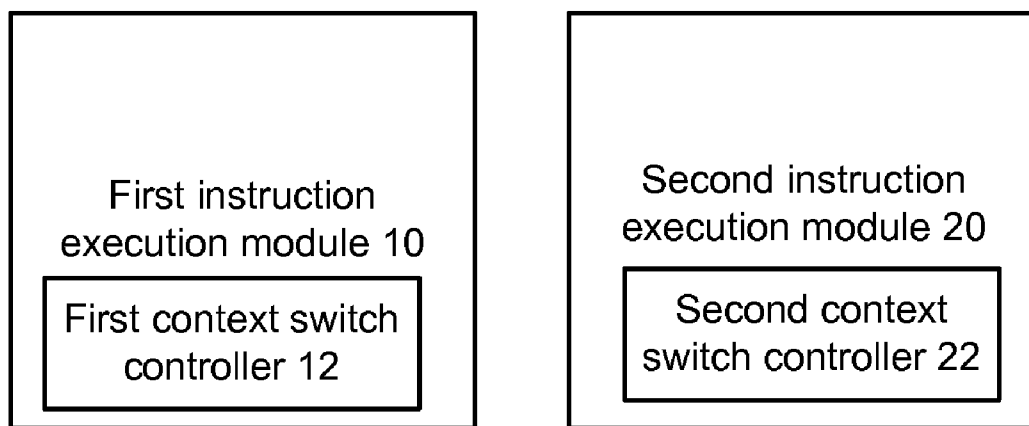 First instruction
execution module 10
First context switch
controller 12
Second instruction
execution module 20
Second context
switch controller 22